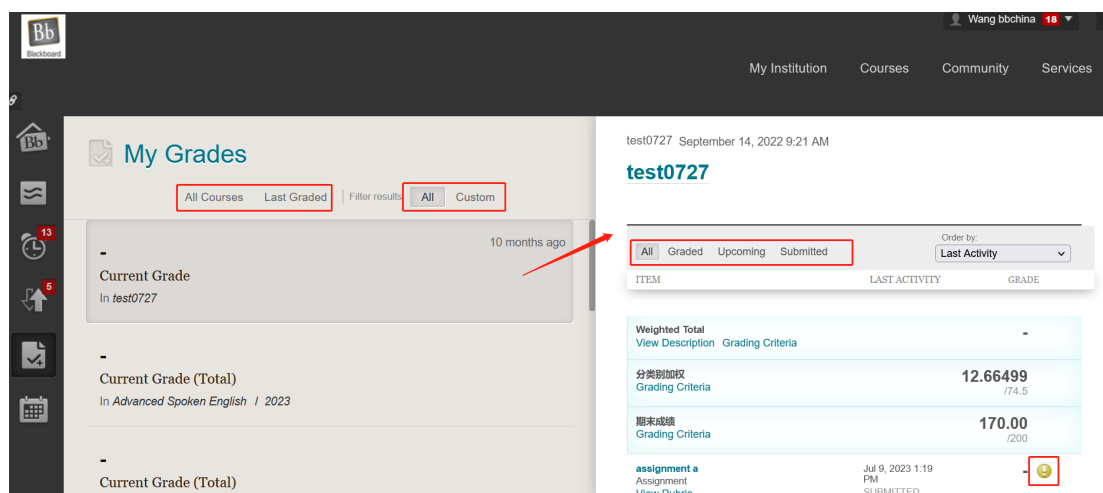 Bb
Blackboard
Wang bbchina 18
My Institution Courses Community Services
Bb
13
5
My Grades
All Courses Last Graded Filter results All Custom
-
10 months ago
Current Grade
In test0727
-
Current Grade (Total)
In Advanced Spoken English / 2023
-
Current Grade (Total)
test0727 September 14, 2022 9:21 AM
test0727
Order by:
All Graded Upcoming Submitted Last Activity
ITEM LAST ACTIVITY GRADE
Weighted Total -
View Description Grading Criteria
分类别加权 12.66499
Grading Criteria /74.5
期末成绩 170.00
Grading Criteria /200
assignment a Jul 9, 2023 1:19 -
Assignment PM
View Rubric SUBMITTED